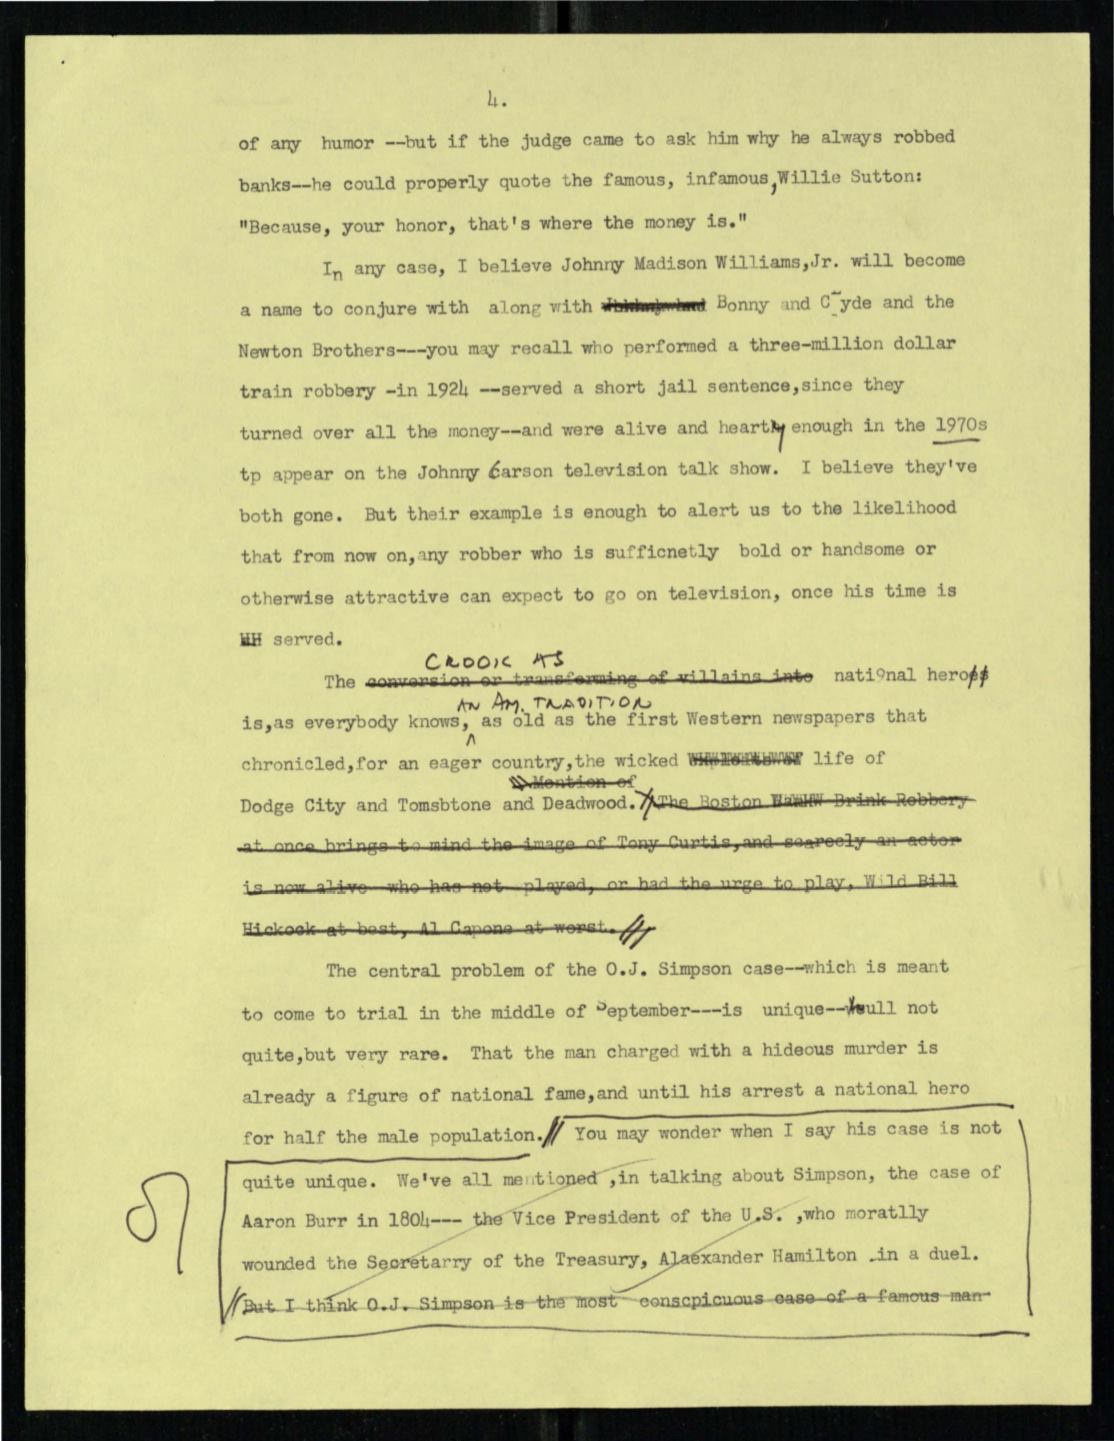 4.
of any humor --but if the judge came to ask him why he always robbed
banks--he could properly quote the famous, infamous,Willie Sutton:
"Because, your honor, that's where the money is."
In any case, I believe Johnny Madison Williams,Jr. will become
a name to conjure with along with Bonny and C yde and the
Newton Brothers---you may recall who performed a three-million dollar
train robbery -in 1924 --served a short jail sentence,since they
turned over all the money--and were alive and hearty enough in the 1970s
tp appear on the Johnny Carson television talk show. I believe they've
both gone. But their example is enough to alert us to the likelihood
that from now on,any robber who is sufficnetly bold or handsome or
otherwise attractive can expect to go on television, once his time is
HH served.
CROOK AS
The conversion or transferming of villains into nati9nal hero
AN AM. TRADITION
is,as everybody knows, as old as the first Western newspapers that
chronicled,for an eager country,the wicked life of
Mention of
Dodge City and Tomsbtone and Deadwood. The Boston Brink Robbery
at once brings to mind the image of Tony Curtis,and scarecly an actor
is now alive who has not played, or had the urge to play, Wild Bill
Hickock at best, Al Capone at worst.
The central problem of the O.J. Simpson case--which is meant
to come to trial in the middle of September---is unique--Wull not
quite,but very rare. That the man charged with a hideous murder is
already a figure of national fame,and until his arrest a national hero
for half the male population. You may wonder when I say his case is not
quite unique. We've all mentioned ,in talking about Simpson, the case of
Aaron Burr in 1804--- the Vice President of the U.S. ,who moratlly
wounded the Secretarry of the Treasury, Alaexander Hamilton in a duel.
But I think O.J. Simpson is the most conscpicuous case of a famous man